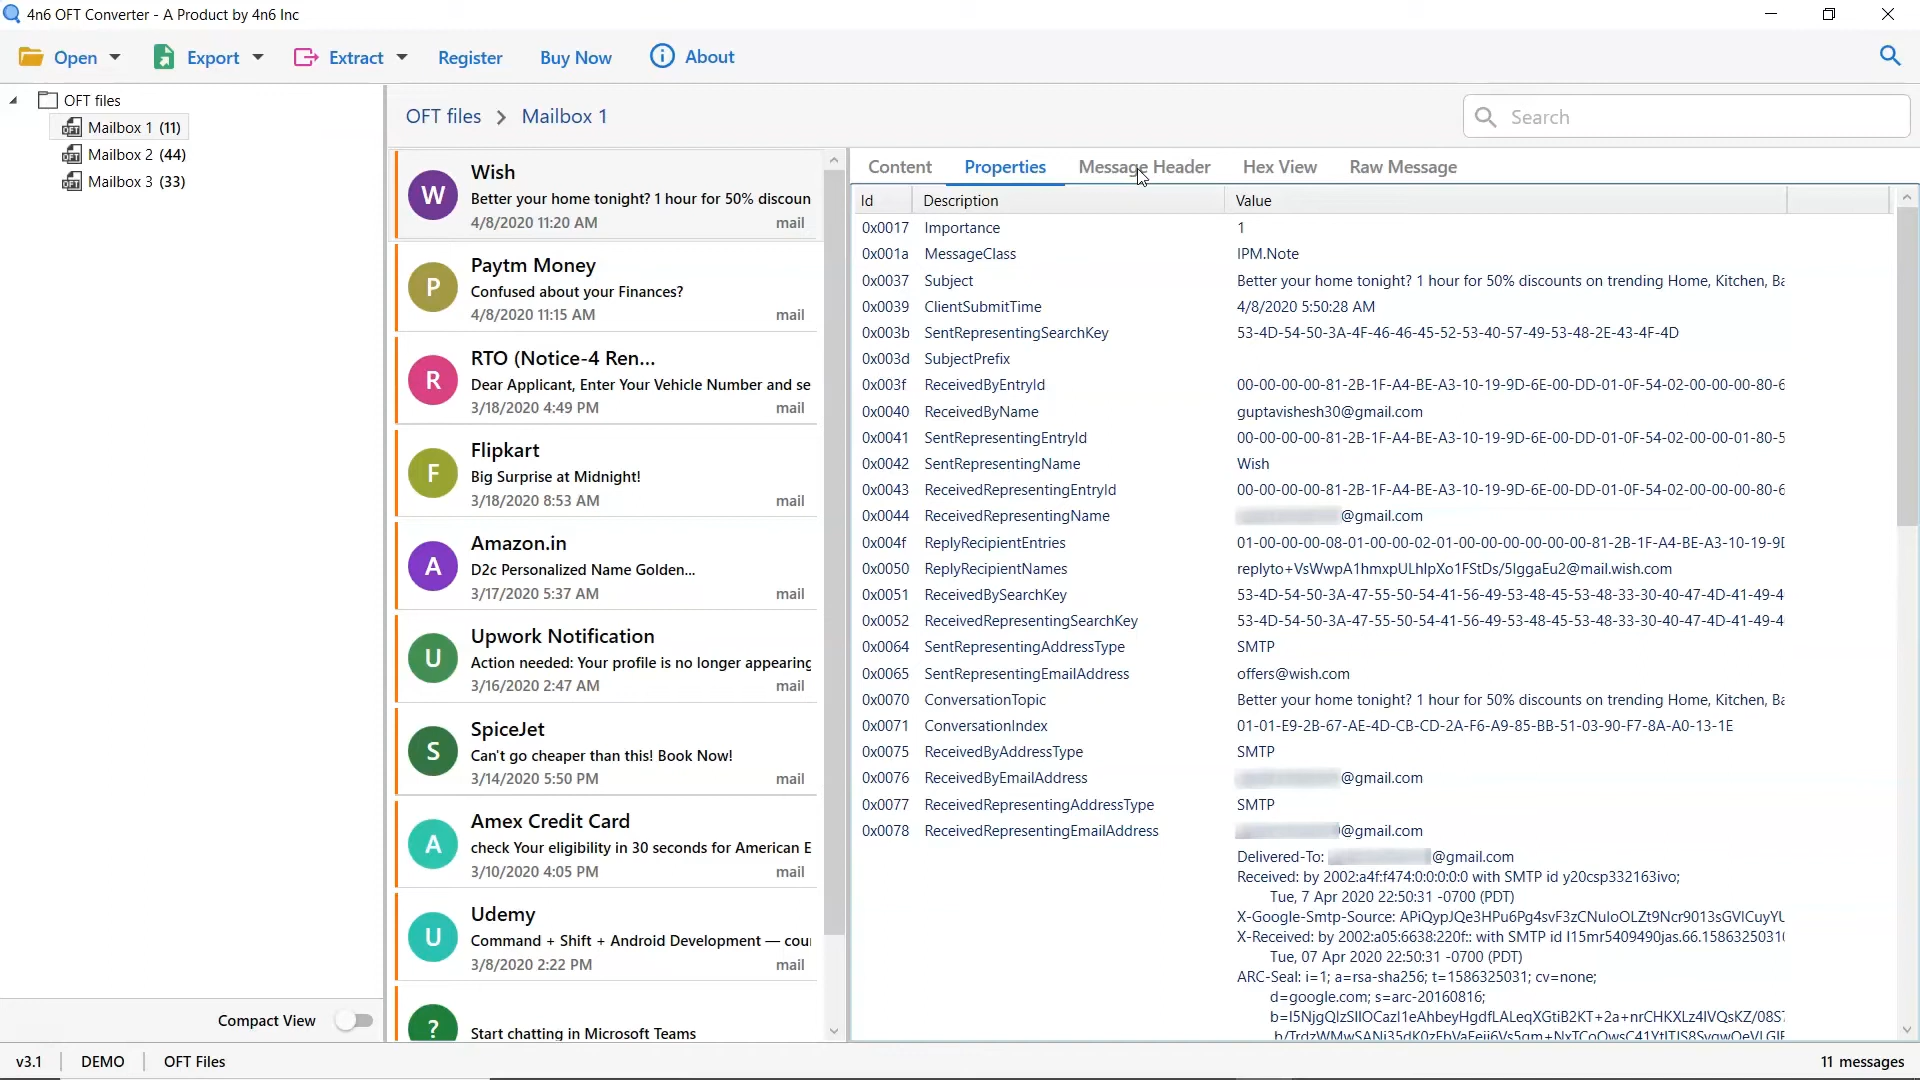 4n6 OFT Converter - A Product by 4n6 Inc
Open Export Extract Register Buy Now About
OFT files
Mailbox 1 (11)
Mailbox 2 (44)
Mailbox 3 (33)
Compact View
OFT files > Mailbox 1
Search
W
Wish
Better your home tonight? 1 hour for 50% discoun
4/8/2020 11:20 AM mail
P
Paytm Money
Confused about your Finances?
4/8/2020 11:15 AM mail
R
RTO (Notice-4 Ren...
Dear Applicant, Enter Your Vehicle Number and se
3/18/2020 4:49 PM mail
F
Flipkart
Big Surprise at Midnight!
3/18/2020 8:53 AM mail
A
Amazon.in
D2c Personalized Name Golden...
3/17/2020 5:37 AM mail
U
Upwork Notification
Action needed: Your profile is no longer appearing
3/16/2020 2:47 AM mail
S
SpiceJet
Can't go cheaper than this! Book Now!
3/14/2020 5:50 PM mail
A
Amex Credit Card
check Your eligibility in 30 seconds for American E
3/10/2020 4:05 PM mail
U
Udemy
Command + Shift + Android Development — cou
3/8/2020 2:22 PM mail
?
Start chatting in Microsoft Teams
Content Properties Message Header Hex View Raw Message
Id Description Value
0x0017 Importance 1
0x001a MessageClass IPM.Note
0x0037 Subject Better your home tonight? 1 hour for 50% discounts on trending Home, Kitchen, Ba
0x0039 ClientSubmitTime 4/8/2020 5:50:28 AM
0x003b SentRepresentingSearchKey 53-4D-54-50-3A-4F-46-46-45-52-53-40-57-49-53-48-2E-43-4F-4D
0x003d SubjectPrefix
0x003f ReceivedByEntryId 00-00-00-00-81-2B-1F-A4-BE-A3-10-19-9D-6E-00-DD-01-0F-54-02-00-00-00-80-6
0x0040 ReceivedByName guptavishesh30@gmail.com
0x0041 SentRepresentingEntryId 00-00-00-00-81-2B-1F-A4-BE-A3-10-19-9D-6E-00-DD-01-0F-54-02-00-00-01-80-5
0x0042 SentRepresentingName Wish
0x0043 ReceivedRepresentingEntryId 00-00-00-00-81-2B-1F-A4-BE-A3-10-19-9D-6E-00-DD-01-0F-54-02-00-00-00-80-6
0x0044 ReceivedRepresentingName @gmail.com
0x004f ReplyRecipientEntries 01-00-00-00-08-01-00-00-02-01-00-00-00-00-00-00-81-2B-1F-A4-BE-A3-10-19-9D
0x0050 ReplyRecipientNames replyto+VsWwpA1hmxpULhlpXo1FStDs/5lggaEu2@mail.wish.com
0x0051 ReceivedBySearchKey 53-4D-54-50-3A-47-55-50-54-41-56-49-53-48-45-53-48-33-30-40-47-4D-41-49-4
0x0052 ReceivedRepresentingSearchKey 53-4D-54-50-3A-47-55-50-54-41-56-49-53-48-45-53-48-33-30-40-47-4D-41-49-4
0x0064 SentRepresentingAddressType SMTP
0x0065 SentRepresentingEmailAddress offers@wish.com
0x0070 ConversationTopic Better your home tonight? 1 hour for 50% discounts on trending Home, Kitchen, Ba
0x0071 ConversationIndex 01-01-E9-2B-67-AE-4D-CB-CD-2A-F6-A9-85-BB-51-03-90-F7-8A-A0-13-1E
0x0075 ReceivedByAddressType SMTP
0x0076 ReceivedByEmailAddress @gmail.com
0x0077 ReceivedRepresentingAddressType SMTP
0x0078 ReceivedRepresentingEmailAddress @gmail.com
Delivered-To: @gmail.com
Received: by 2002:a4f:f474:0:0:0:0:0 with SMTP id y20csp332163ivo;
Tue, 7 Apr 2020 22:50:31 -0700 (PDT)
X-Google-Smtp-Source: APiQypJQe3HPu6Pg4svF3zCNuloOLZt9Ncr9013sGVlCuyYU
X-Received: by 2002:a05:6638:220f:: with SMTP id l15mr5409490jas.66.1586325031
Tue, 07 Apr 2020 22:50:31 -0700 (PDT)
ARC-Seal: i=1; a=rsa-sha256; t=1586325031; cv=none;
d=google.com; s=arc-20160816;
v3.1 DEMO OFT Files 11 messages